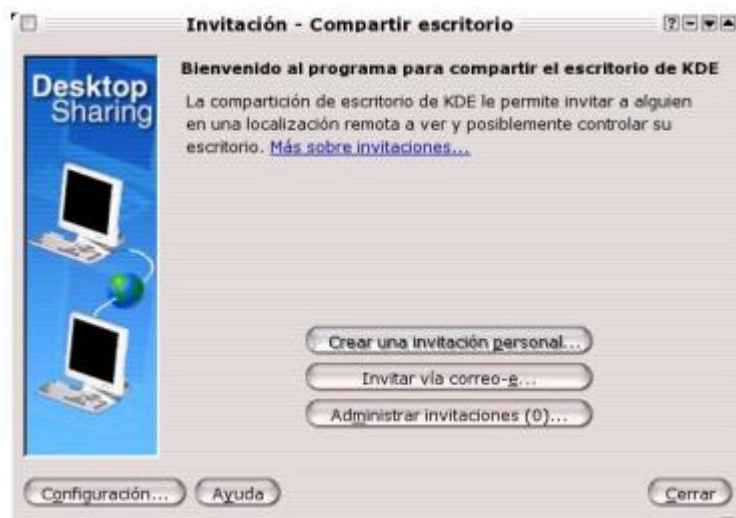 Invitación - Compartir escritorio
Desktop
Sharing
Bienvenido al programa para compartir el escritorio de KDE
La compartición de escritorio de KDE le permite invitar a alguien
en una localización remota a ver y posiblemente controlar su
escritorio. Más sobre invitaciones...
Crear una invitación personal...
Invitar vía correo-e...
Administrar invitaciones (0)...
Configuración... Ayuda Cerrar